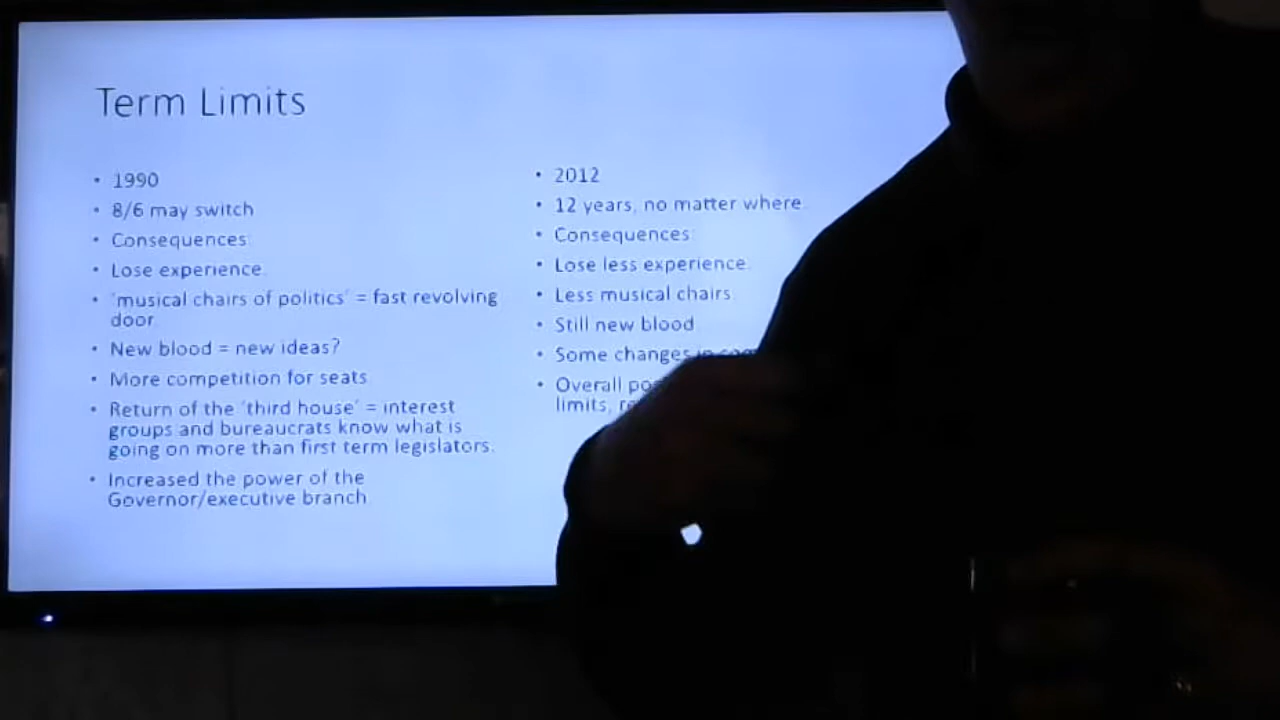 Term Limits
• 1990
• 8/6 may switch
• Consequences:
• Lose experience.
• 'musical chairs of politics' = fast revolving
door.
• New blood = new ideas?
• More competition for seats.
• Return of the 'third house' = interest
groups and bureaucrats know what is
going on more than first term legislators.
• Increased the power of the
Governor/executive branch.
• 2012
• 12 years, no matter where.
• Consequences:
• Lose less experience.
• Less musical chairs.
• Still new blood
• Some changes in
• Overall
limits,